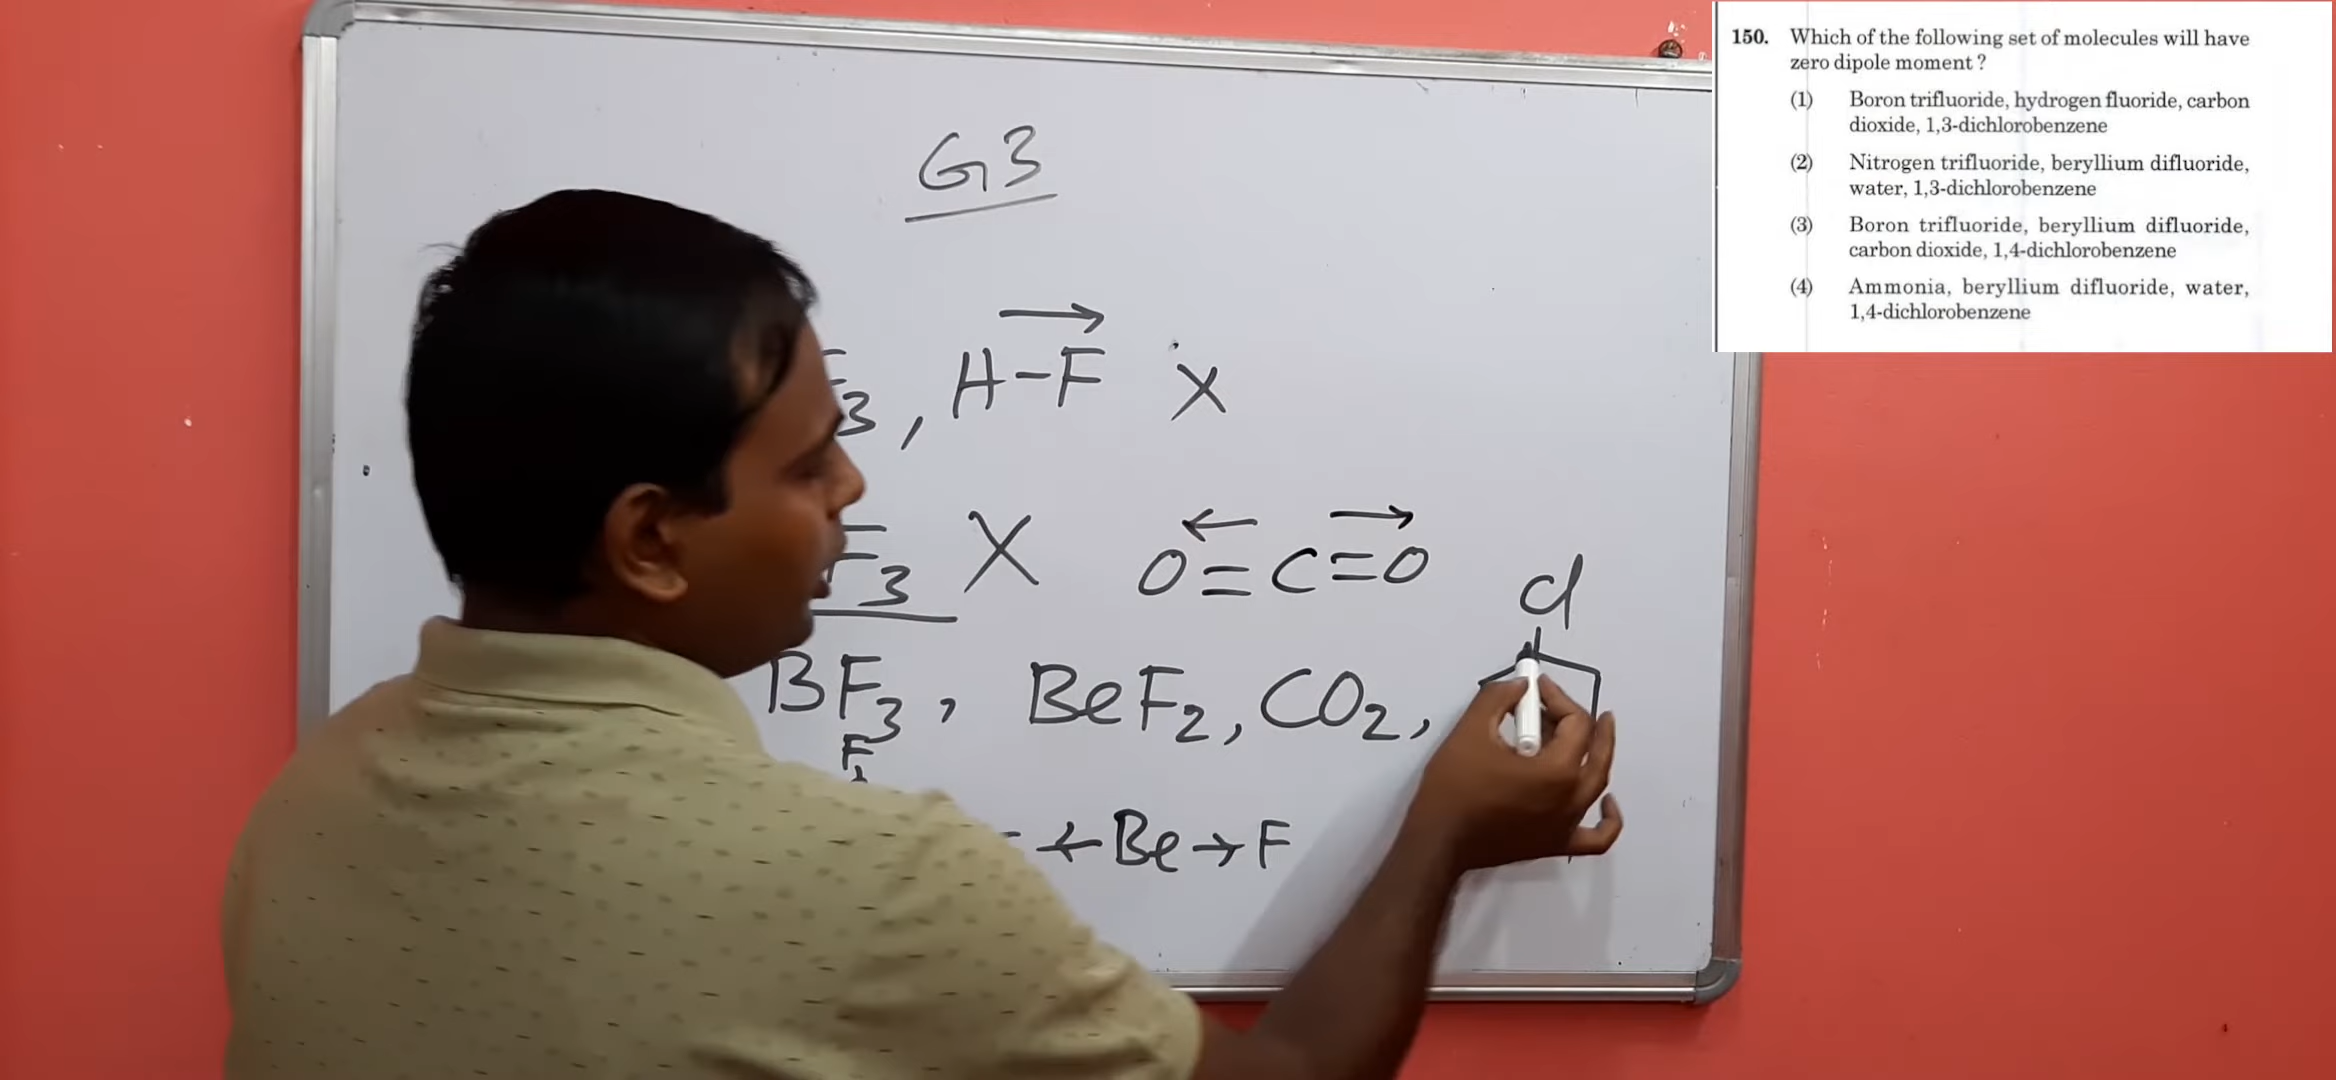 G3
F3, H-F X
F3 X O=C=O
Cl
BF3, BeF2, CO2,
F
←Be→F
150. Which of the following set of molecules will have
zero dipole moment ?
(1) Boron trifluoride, hydrogen fluoride, carbon
dioxide, 1,3-dichlorobenzene
(2) Nitrogen trifluoride, beryllium difluoride,
water, 1,3-dichlorobenzene
(3) Boron trifluoride, beryllium difluoride,
carbon dioxide, 1,4-dichlorobenzene
(4) Ammonia, beryllium difluoride, water,
1,4-dichlorobenzene